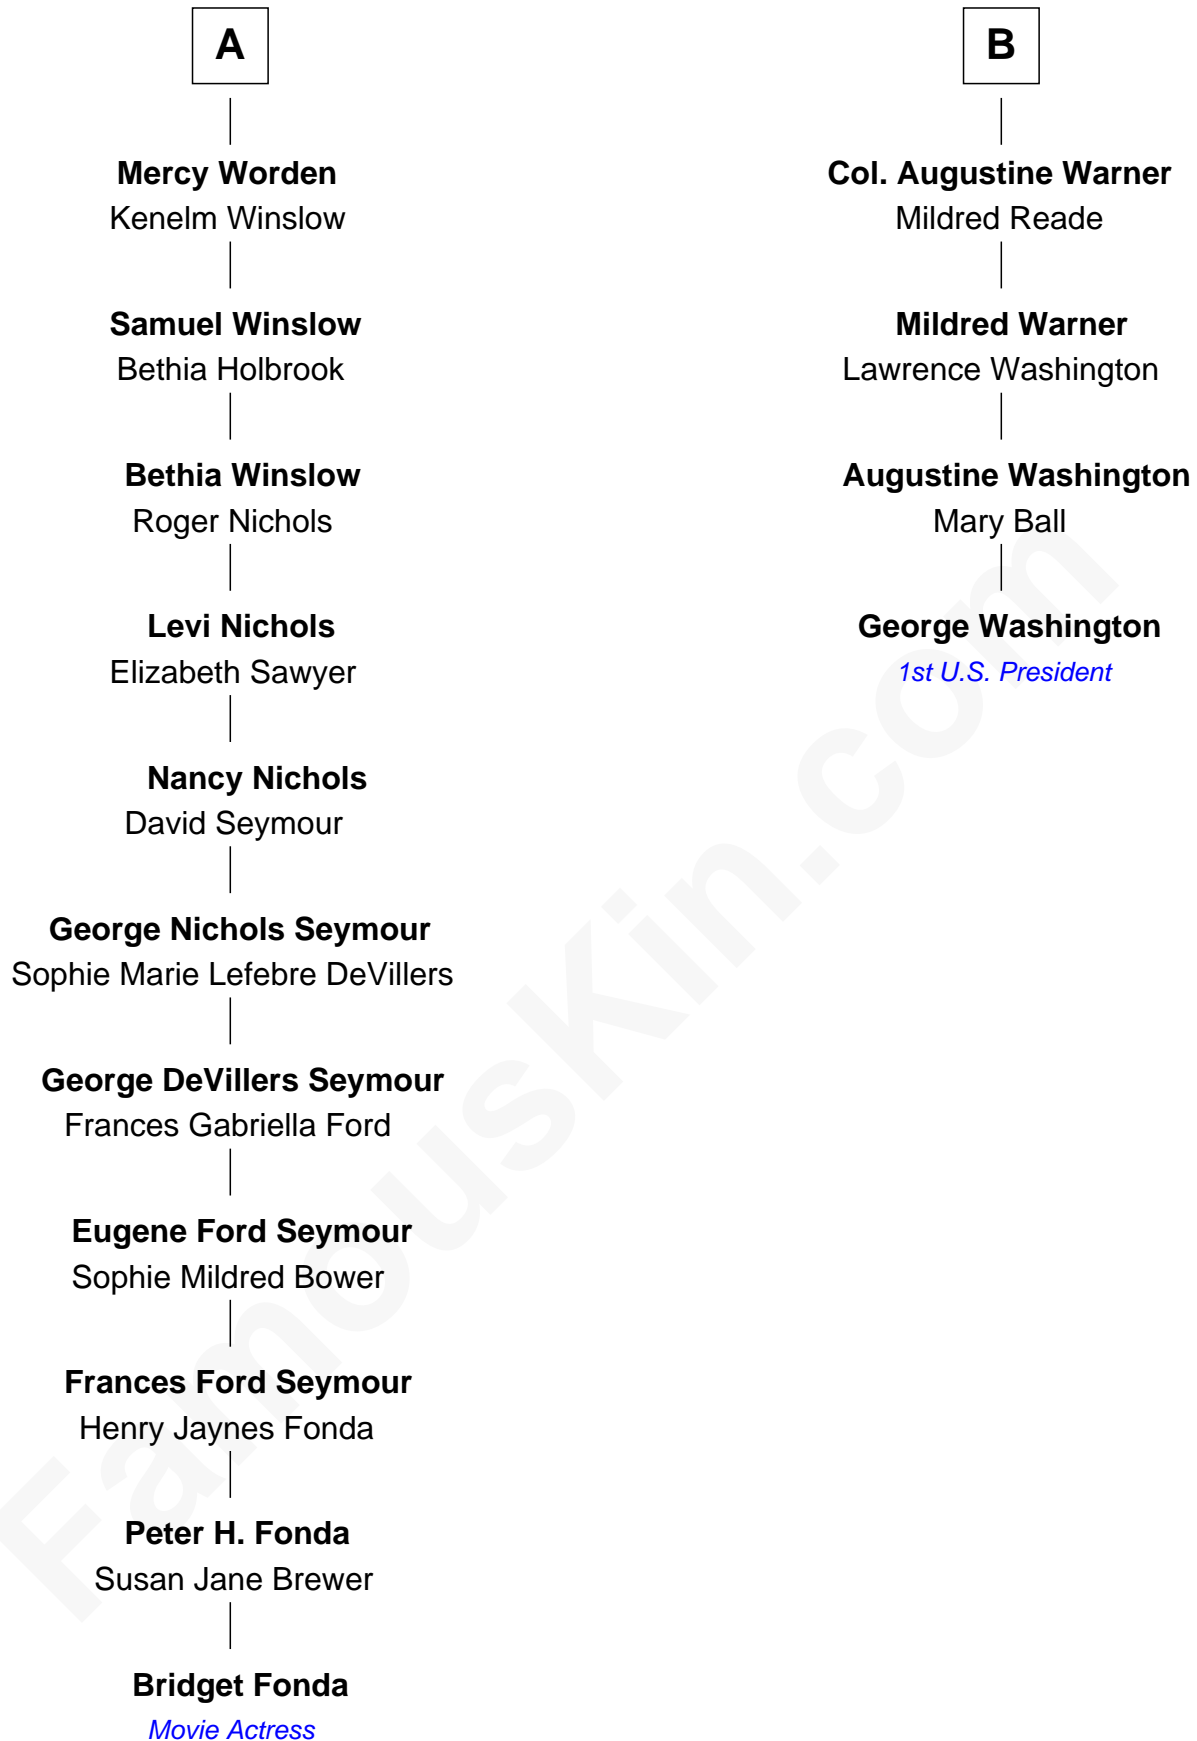 A
Mercy Worden
Kenelm Winslow
Samuel Winslow
Bethia Holbrook
Bethia Winslow
Roger Nichols
Levi Nichols
Elizabeth Sawyer
Nancy Nichols
David Seymour
George Nichols Seymour
Sophie Marie Lefebre DeVillers
George DeVillers Seymour
Frances Gabriella Ford
Eugene Ford Seymour
Sophie Mildred Bower
Frances Ford Seymour
Henry Jaynes Fonda
Peter H. Fonda
Susan Jane Brewer
Bridget Fonda
Movie Actress
B
Col. Augustine Warner
Mildred Reade
Mildred Warner
Lawrence Washington
Augustine Washington
Mary Ball
George Washington
1st U.S. President
FamousKin.com